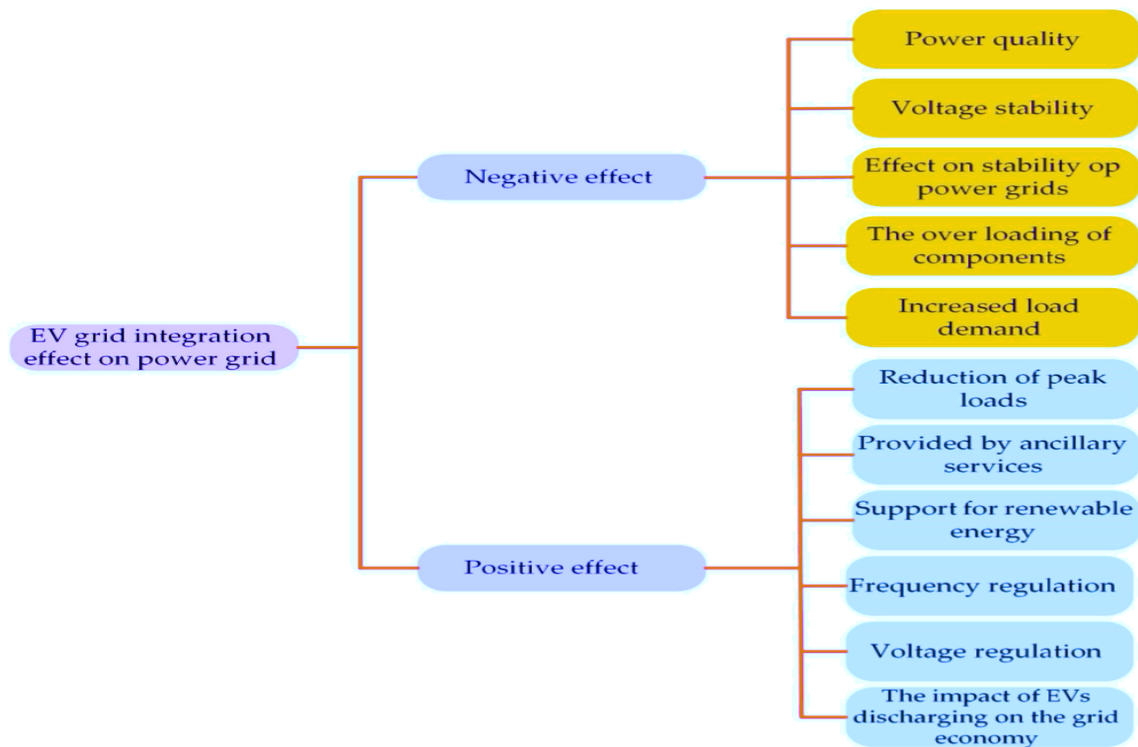 Power quality
Voltage stability
Negative effect
Effect on stability op
power grids
The over loading of
components
Increased load
demand
EV grid integration
effect on power grid
Reduction of peak
loads
Provided by ancillary
services
Support for renewable
energy
Positive effect
Frequency regulation
Voltage regulation
The impact of EVs
discharging on the grid
economy